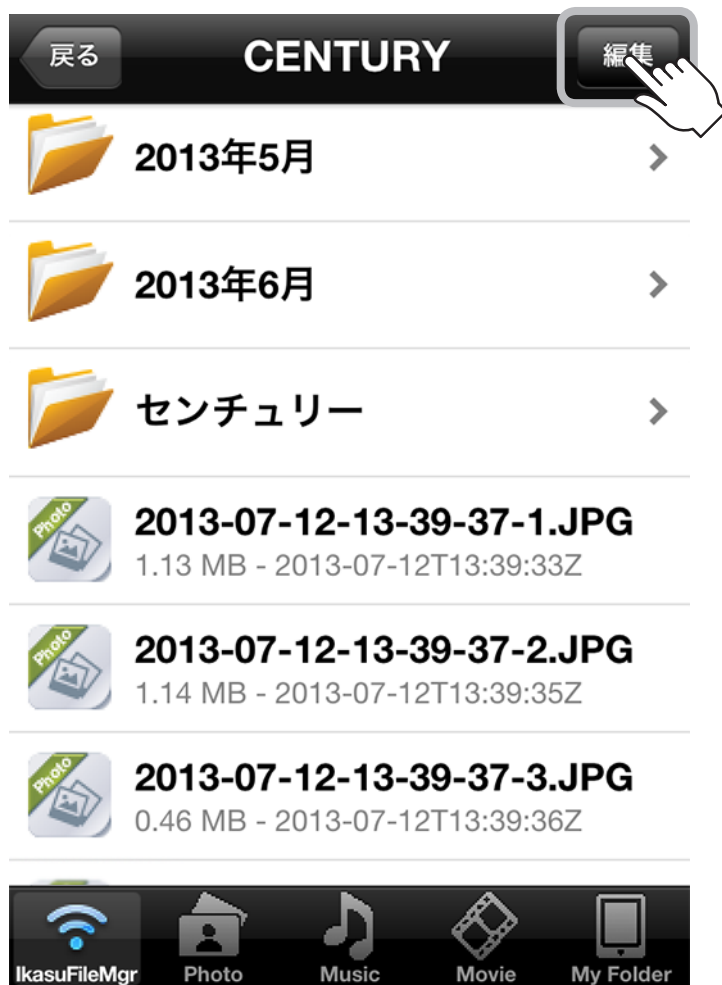 戻る CENTURY 編集
2013年5月
2013年6月
センチュリー
Photo
2013-07-12-13-39-37-1.JPG
1.13 MB - 2013-07-12T13:39:33Z
Photo
2013-07-12-13-39-37-2.JPG
1.14 MB - 2013-07-12T13:39:35Z
Photo
2013-07-12-13-39-37-3.JPG
0.46 MB - 2013-07-12T13:39:36Z
IkasuFileMgr Photo Music Movie My Folder